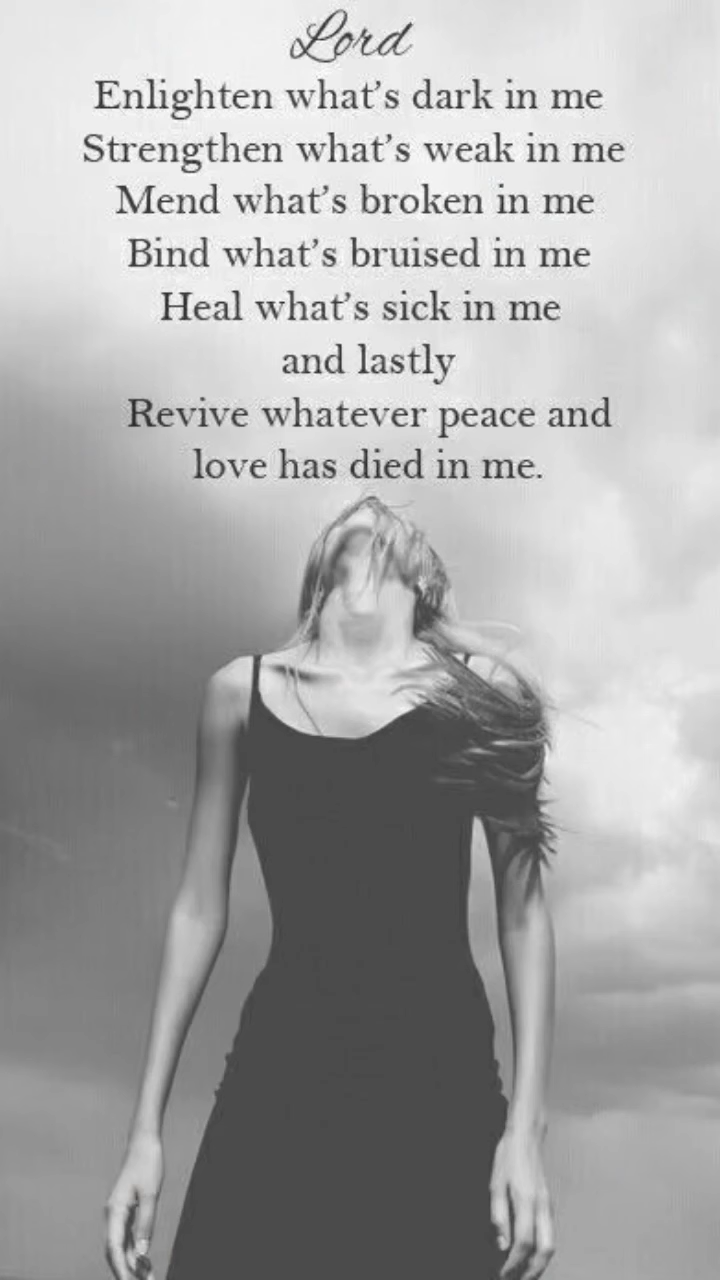 Lord
Enlighten what's dark in me
Strengthen what's weak in me
Mend what's broken in me
Bind what's bruised in me
Heal what's sick in me
and lastly
Revive whatever peace and
love has died in me.